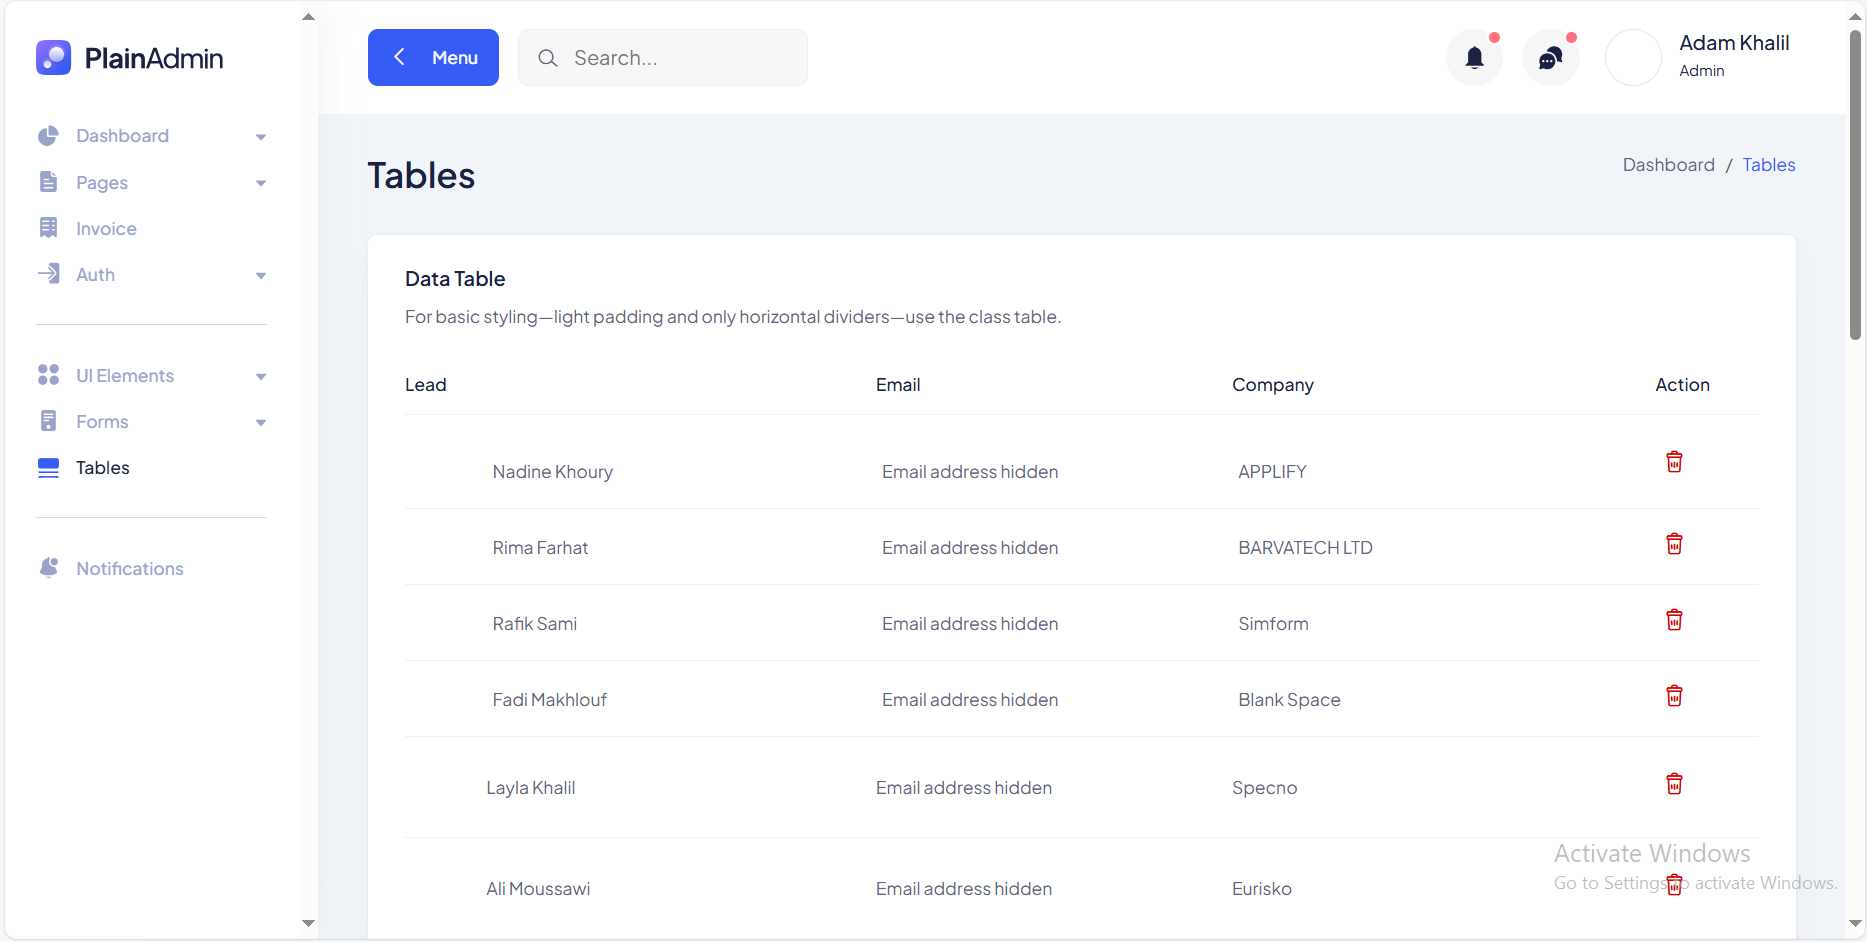 PlainAdmin
Menu
Search...
Adam Khalil
Admin
Dashboard
Pages
Invoice
Auth
UI Elements
Forms
Tables
Notifications
Tables
Dashboard / Tables
Data Table
For basic styling—light padding and only horizontal dividers—use the class table.
Lead Email Company Action
Nadine Khoury Email address hidden APPLIFY
Rima Farhat Email address hidden BARVATECH LTD
Rafik Sami Email address hidden Simform
Fadi Makhlouf Email address hidden Blank Space
Layla Khalil Email address hidden Specno
Ali Moussawi Email address hidden Eurisko
Activate Windows
Go to Settings to activate Windows.